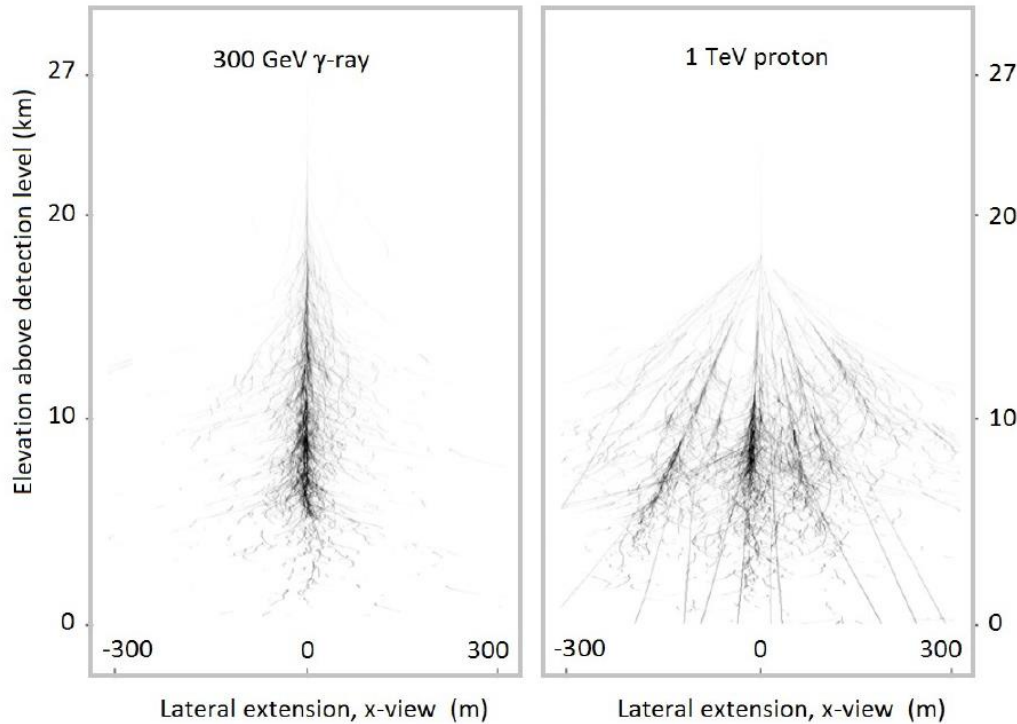 Elevation above detection level (km)
27
20
10
0
300 GeV γ-ray
-300 0 300
Lateral extension, x-view (m)
1 TeV proton
27
20
10
0
-300 0 300
Lateral extension, x-view (m)